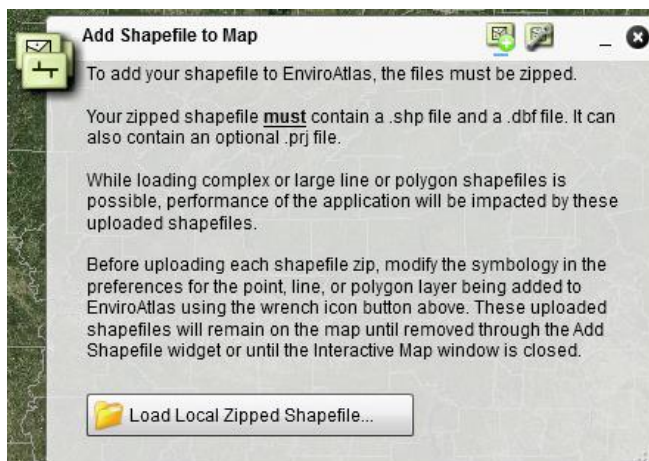 Add Shapefile to Map
To add your shapefile to EnviroAtlas, the files must be zipped.
Your zipped shapefile must contain a .shp file and a .dbf file. It can
also contain an optional .prj file.
While loading complex or large line or polygon shapefiles is
possible, performance of the application will be impacted by these
uploaded shapefiles.
Before uploading each shapefile zip, modify the symbology in the
preferences for the point, line, or polygon layer being added to
EnviroAtlas using the wrench icon button above. These uploaded
shapefiles will remain on the map until removed through the Add
Shapefile widget or until the Interactive Map window is closed.
Load Local Zipped Shapefile...